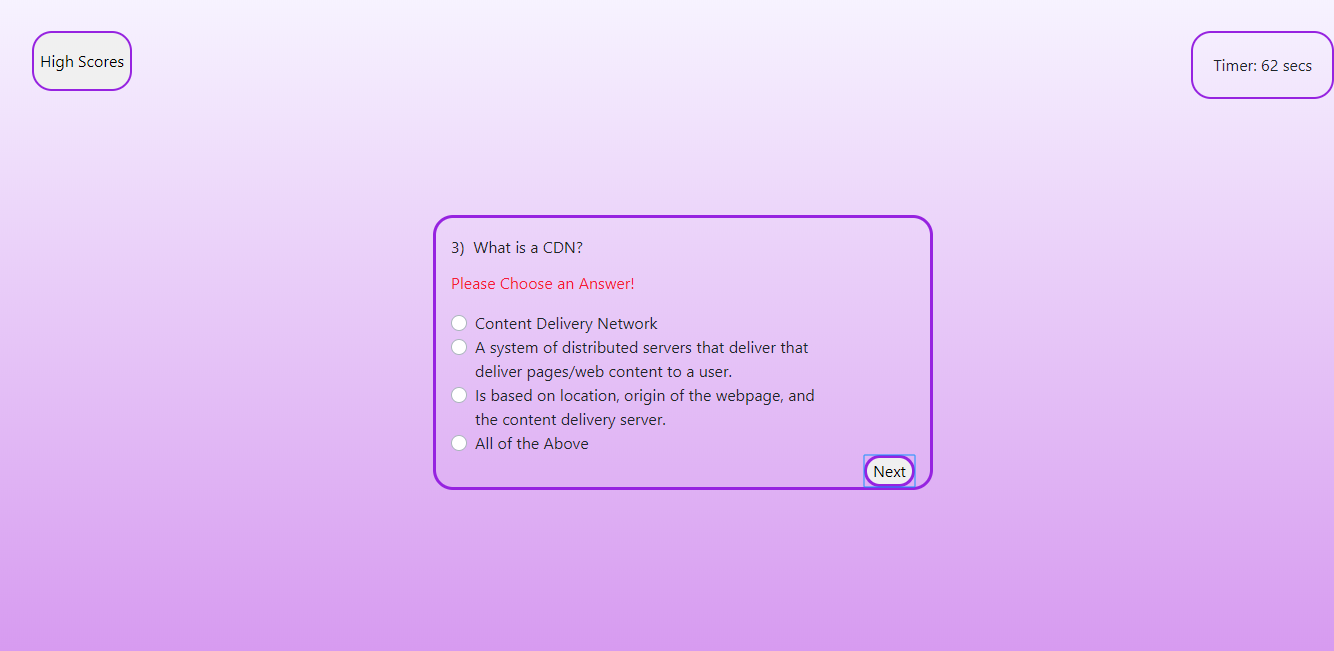 High Scores
Timer: 62 secs
3) What is a CDN?
Please Choose an Answer!
Content Delivery Network
A system of distributed servers that deliver that
deliver pages/web content to a user.
Is based on location, origin of the webpage, and
the content delivery server.
All of the Above
Next